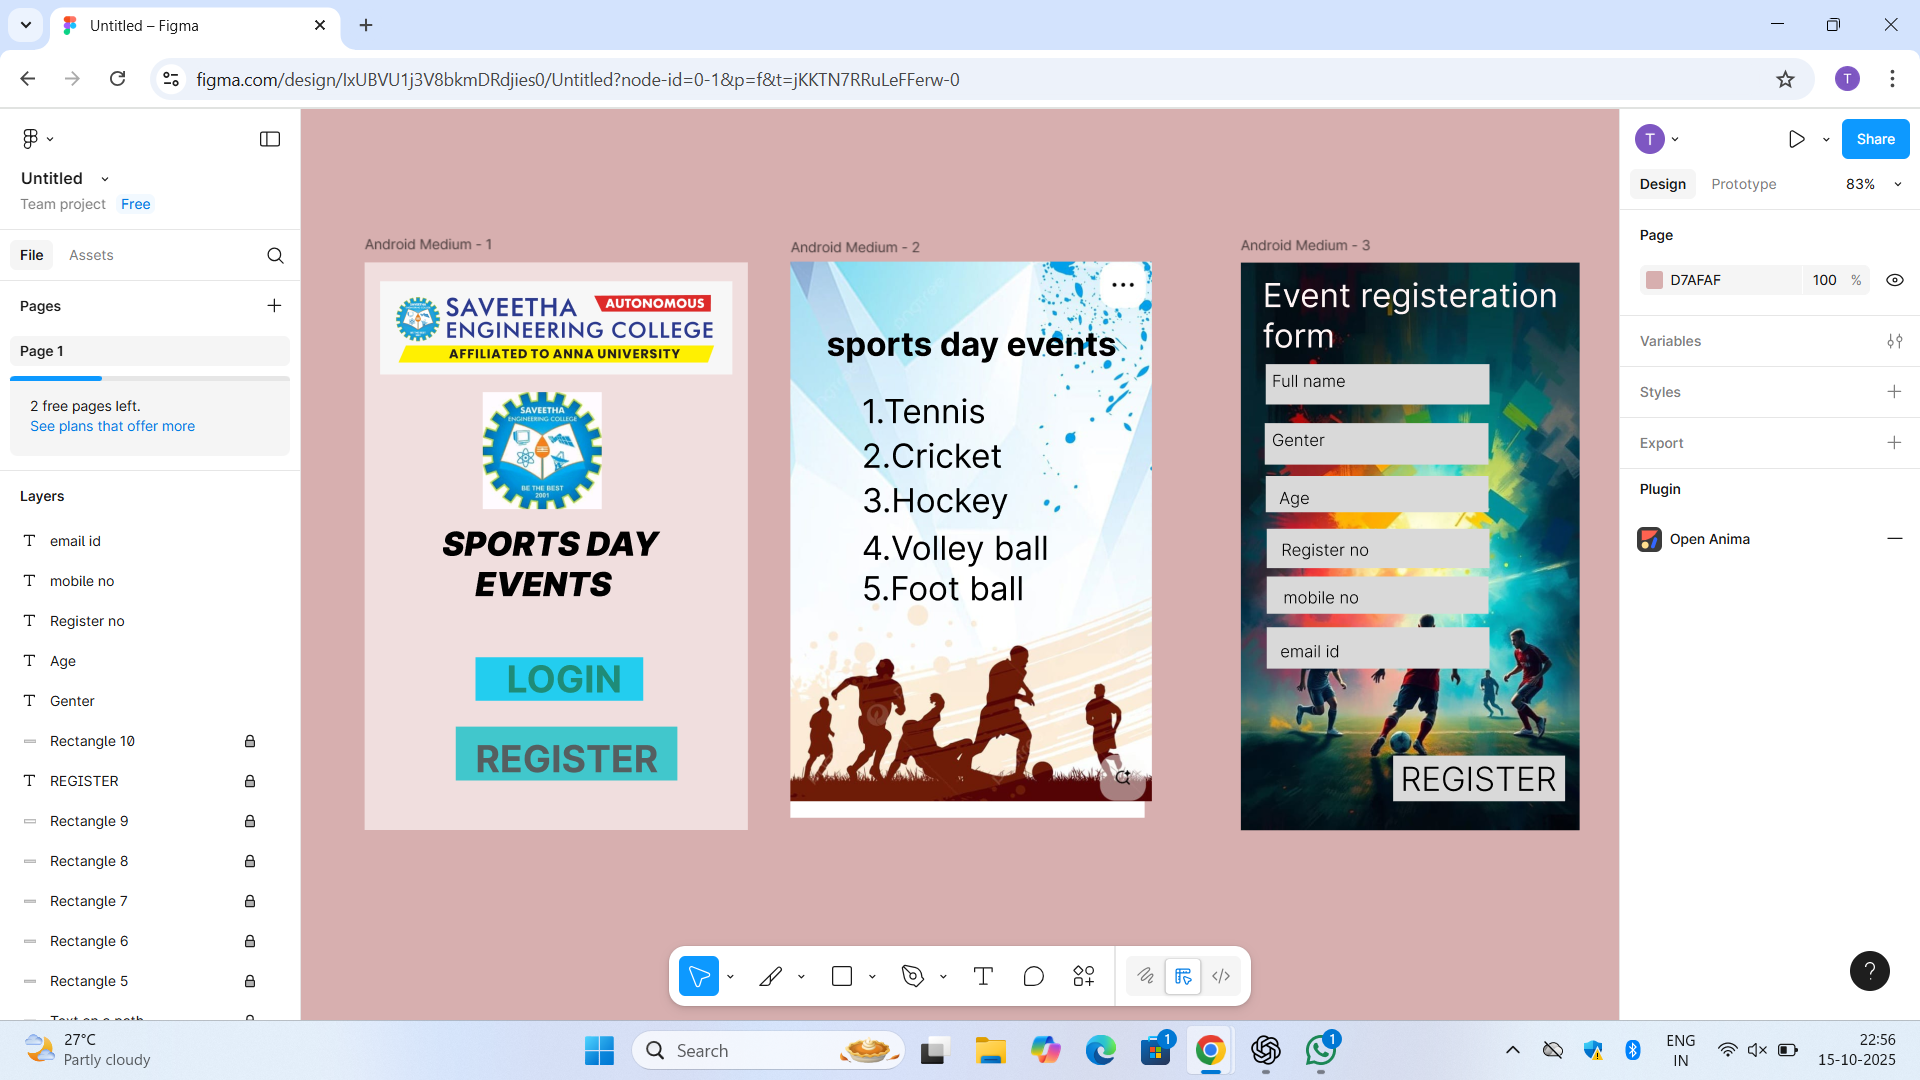 Untitled – Figma
figma.com/design/IxUBVU1j3V8bkmDRdjies0/Untitled?node-id=0-1&p=f&t=jKKTN7RRuLeFFerw-0
T
Untitled
Team project Free
File Assets
Pages
Page 1
2 free pages left.
See plans that offer more
Layers
email id
mobile no
Register no
Age
Genter
Rectangle 10
REGISTER
Rectangle 9
Rectangle 8
Rectangle 7
Rectangle 6
Rectangle 5
Text on a path
Android Medium - 1
SAVEETHA AUTONOMOUS
ENGINEERING COLLEGE
AFFILIATED TO ANNA UNIVERSITY
SAVEETHA
ENGINEERING COLLEGE
BE THE BEST
2001
SPORTS DAY
EVENTS
LOGIN
REGISTER
Android Medium - 2
sports day events
1.Tennis
2.Cricket
3.Hockey
4.Volley ball
5.Foot ball
Android Medium - 3
Event registeration
form
Full name
Genter
Age
Register no
mobile no
email id
REGISTER
T
Share
Design Prototype 83%
Page
D7AFAF 100 %
Variables
Styles
Export
Plugin
Open Anima
?
27°C
Partly cloudy
Search
1
1
ENG
IN
22:56
15-10-2025